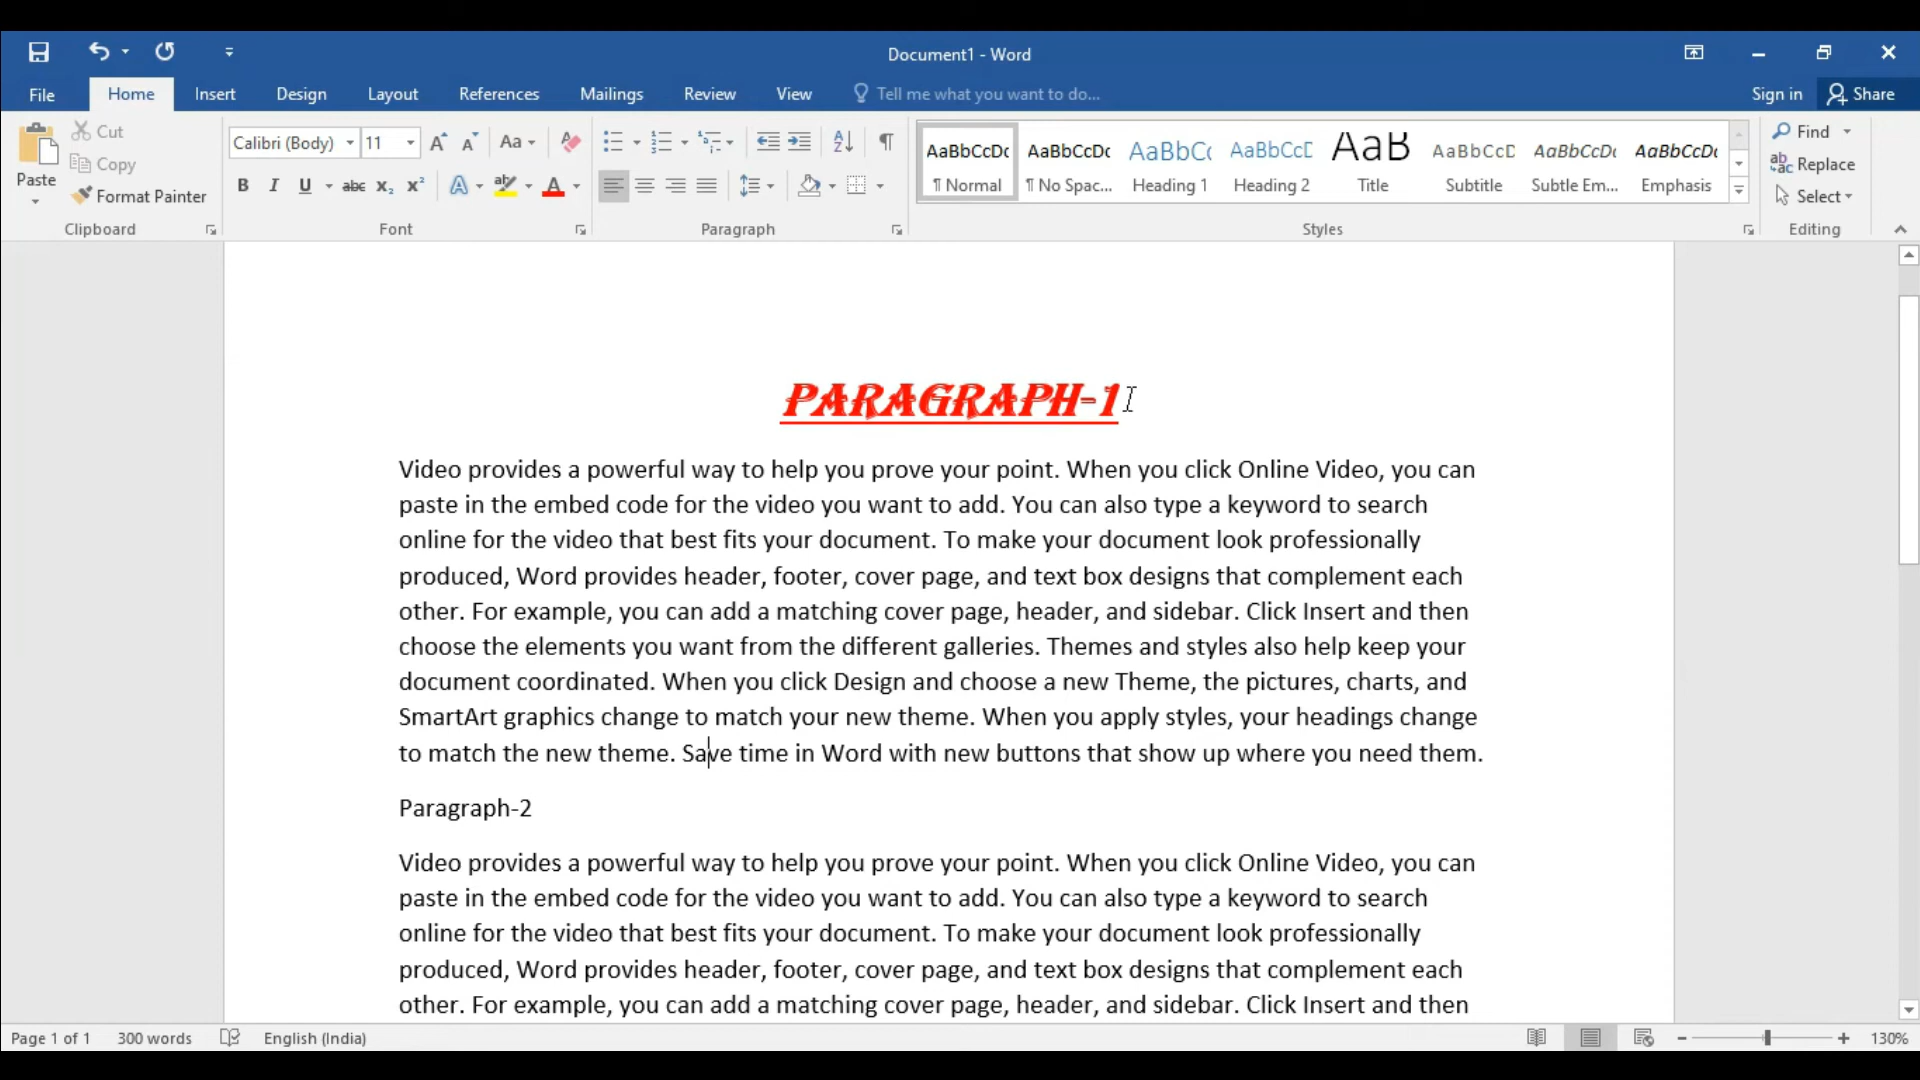 Document1 - Word
File Home Insert Design Layout References Mailings Review View Tell me what you want to do... Sign in Share
Paste
Cut
Copy
Format Painter
Clipboard
Calibri (Body) 11
Font
Paragraph
AaBbCcDc AaBbCcDc AaBbCc AaBbCcD AaB AaBbCcD AaBbCcDc AaBbCcDc
¶ Normal ¶ No Spac... Heading 1 Heading 2 Title Subtitle Subtle Em... Emphasis
Styles
Find
Replace
Select
Editing
PARAGRAPH-1
Video provides a powerful way to help you prove your point. When you click Online Video, you can
paste in the embed code for the video you want to add. You can also type a keyword to search
online for the video that best fits your document. To make your document look professionally
produced, Word provides header, footer, cover page, and text box designs that complement each
other. For example, you can add a matching cover page, header, and sidebar. Click Insert and then
choose the elements you want from the different galleries. Themes and styles also help keep your
document coordinated. When you click Design and choose a new Theme, the pictures, charts, and
SmartArt graphics change to match your new theme. When you apply styles, your headings change
to match the new theme. Save time in Word with new buttons that show up where you need them.
Paragraph-2
Video provides a powerful way to help you prove your point. When you click Online Video, you can
paste in the embed code for the video you want to add. You can also type a keyword to search
online for the video that best fits your document. To make your document look professionally
produced, Word provides header, footer, cover page, and text box designs that complement each
other. For example, you can add a matching cover page, header, and sidebar. Click Insert and then
Page 1 of 1 300 words English (India) 130%